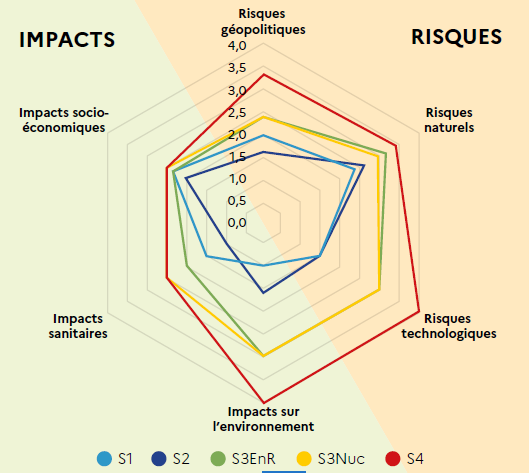 IMPACTS
RISQUES
Risques
géopolitiques
4,0
3,5
3,0
2,5
2,0
1,5
1,0
0,5
0,0
Impacts socio-
économiques
Risques
naturels
Impacts
sanitaires
Risques
technologiques
Impacts sur
l'environnement
S1
S2
S3EnR
S3Nuc
S4